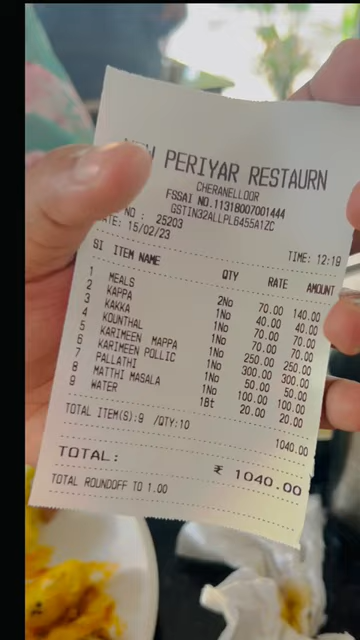 PERIYAR RESTAURN
CHERANELLOOR
FSSAI NO.11318007001444
GSTIN32ALLPL6455A1ZC
NO : 25203
DATE: 15/02/23 TIME: 12:19
SI ITEM NAME QTY RATE AMOUNT
1 MEALS 2No 70.00 140.00
2 KAPPA 1No 40.00 40.00
3 KAKKA 1No 70.00 70.00
4 KOUNTHAL 1No 70.00 70.00
5 KARIMEEN MAPPA 1No 250.00 250.00
6 KARIMEEN POLLIC 1No 300.00 300.00
7 PALLATHI 1No 50.00 50.00
8 MATTHI MASALA 1No 100.00 100.00
9 WATER 1Bt 20.00 20.00
TOTAL ITEM(S):9 /QTY:10 1040.00
TOTAL: ₹ 1040.00
TOTAL ROUNDOFF TO 1.00